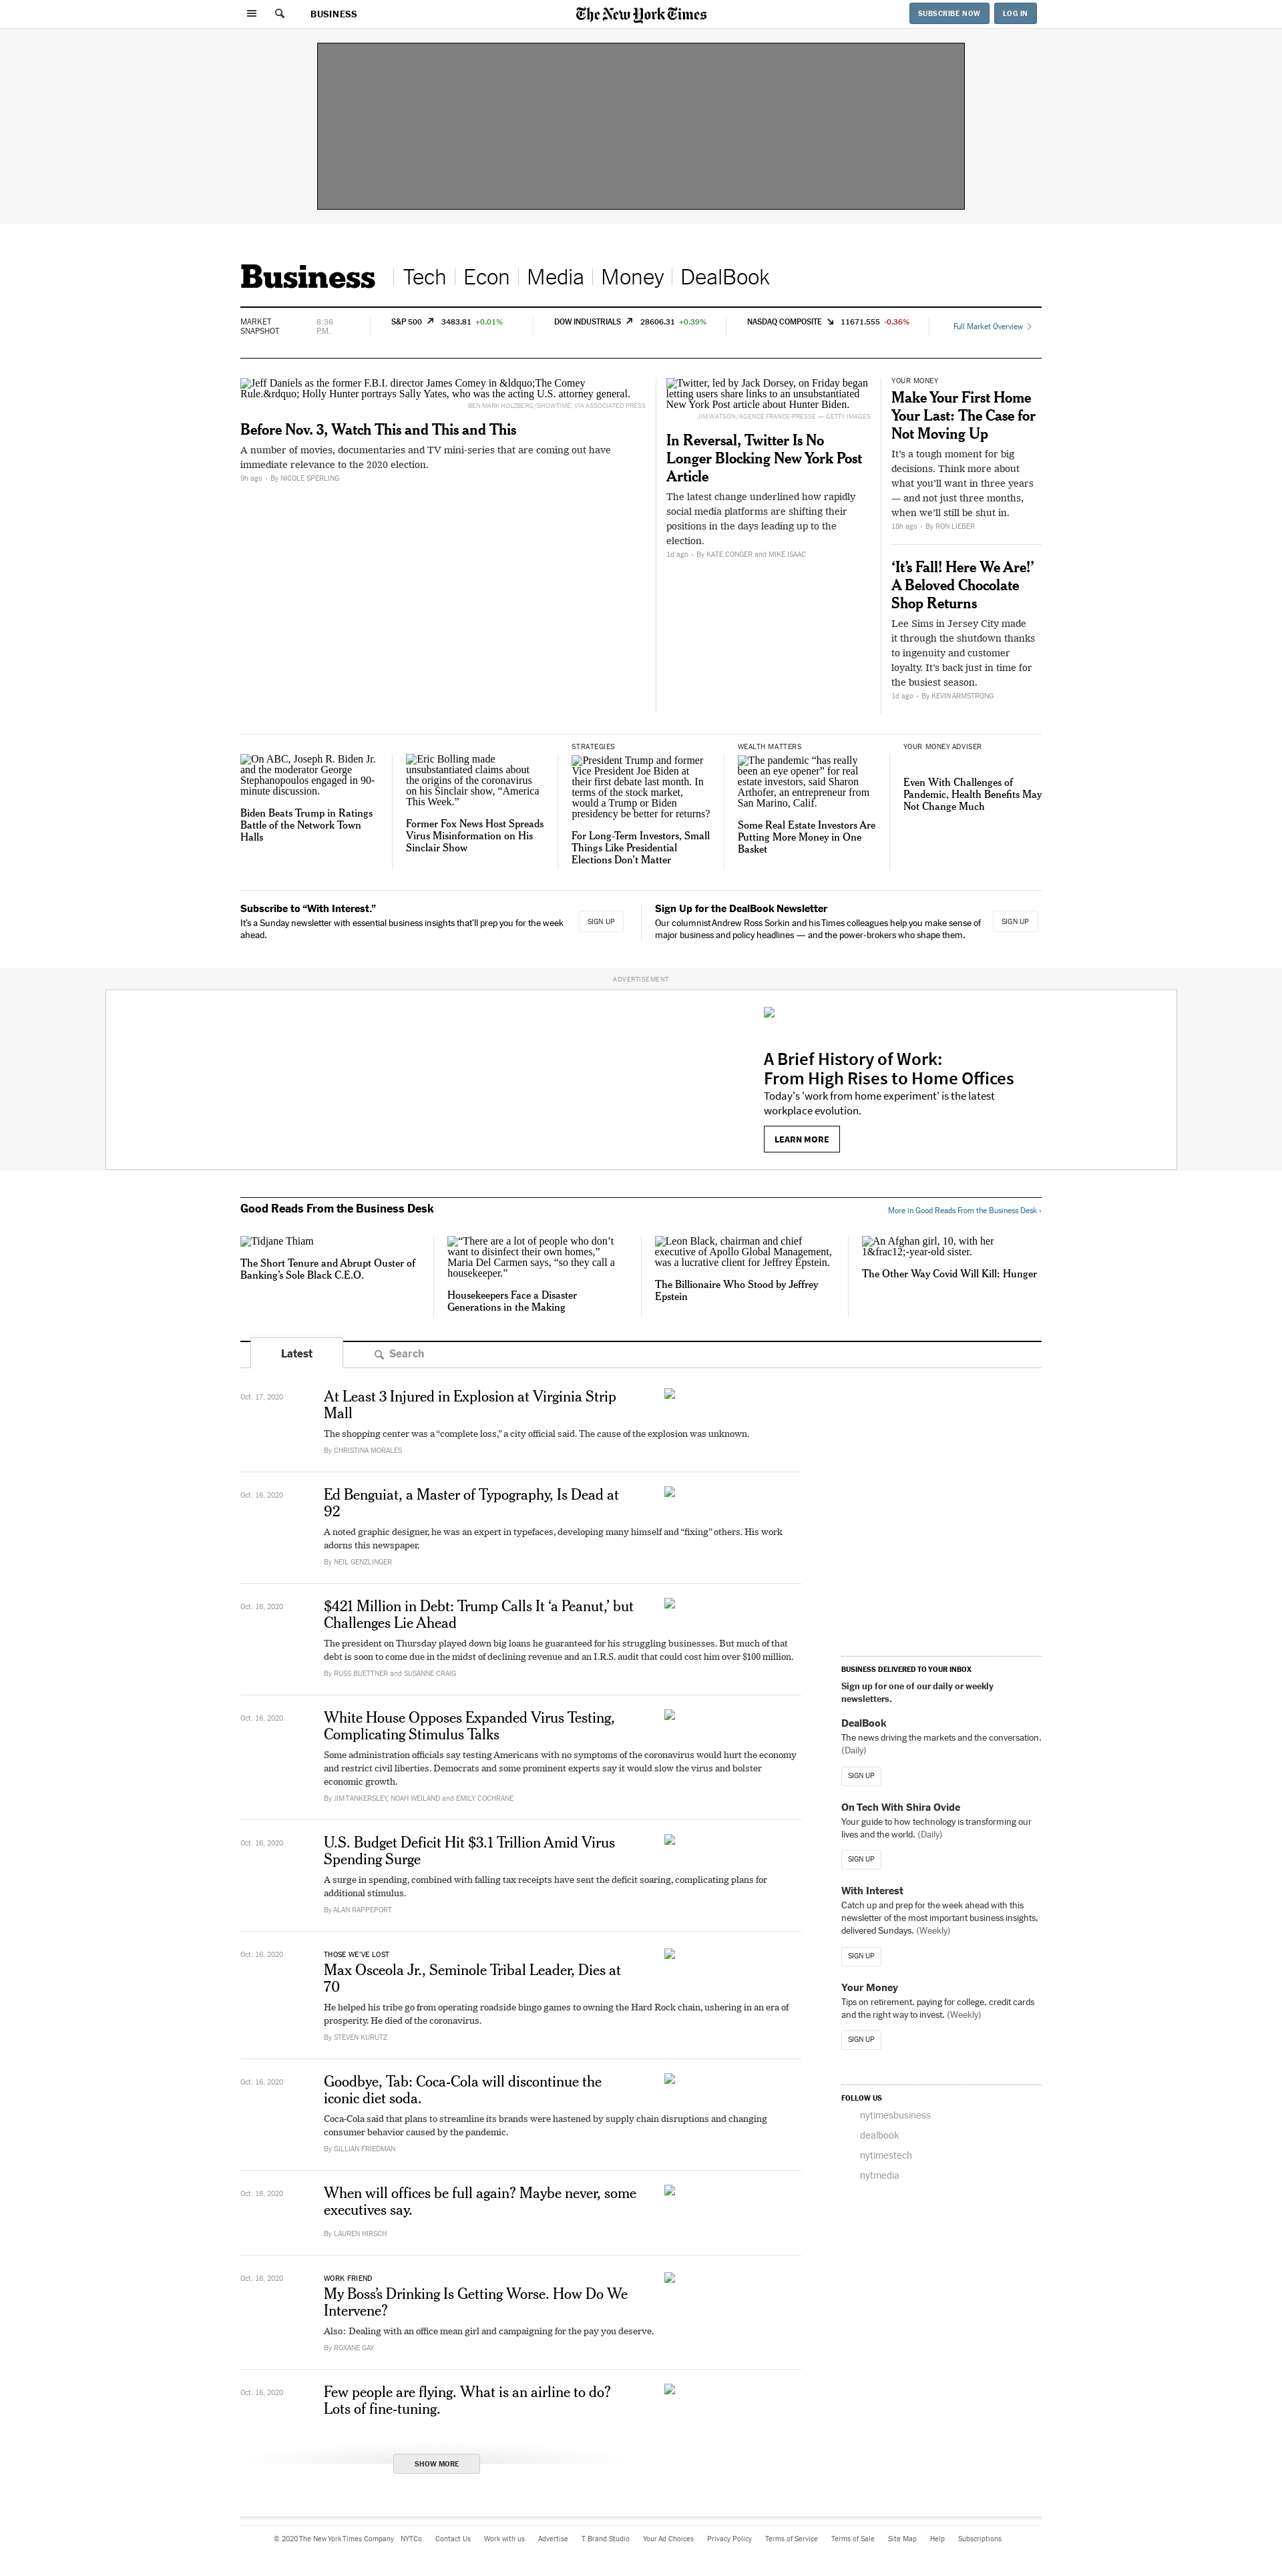 BUSINESS
The New York Times
SUBSCRIBE NOW
LOG IN
Business
Tech
Econ
Media
Money
DealBook
MARKET
SNAPSHOT
8:36
P.M.
S&P 500 3483.81 +0.01%
DOW INDUSTRIALS 28606.31 +0.39%
NASDAQ COMPOSITE 11671.555 -0.36%
Full Market Overview
Jeff Daniels as the former F.B.I. director James Comey in &ldquo;The Comey
Rule.&rdquo; Holly Hunter portrays Sally Yates, who was the acting U.S. attorney general.
BEN MARK HOLZBERG/SHOWTIME, VIA ASSOCIATED PRESS
Before Nov. 3, Watch This and This and This
A number of movies, documentaries and TV mini-series that are coming out have
immediate relevance to the 2020 election.
9h ago • By NICOLE SPERLING
Twitter, led by Jack Dorsey, on Friday began
letting users share links to an unsubstantiated
New York Post article about Hunter Biden.
JIM WATSON/AGENCE FRANCE-PRESSE — GETTY IMAGES
In Reversal, Twitter Is No
Longer Blocking New York Post
Article
The latest change underlined how rapidly
social media platforms are shifting their
positions in the days leading up to the
election.
1d ago • By KATE CONGER and MIKE ISAAC
YOUR MONEY
Make Your First Home
Your Last: The Case for
Not Moving Up
It’s a tough moment for big
decisions. Think more about
what you’ll want in three years
— and not just three months,
when we’ll still be shut in.
18h ago • By RON LIEBER
‘It’s Fall! Here We Are!’
A Beloved Chocolate
Shop Returns
Lee Sims in Jersey City made
it through the shutdown thanks
to ingenuity and customer
loyalty. It’s back just in time for
the busiest season.
1d ago • By KEVIN ARMSTRONG
On ABC, Joseph R. Biden Jr.
and the moderator George
Stephanopoulos engaged in 90-
minute discussion.
Biden Beats Trump in Ratings
Battle of the Network Town
Halls
Eric Bolling made
unsubstantiated claims about
the origins of the coronavirus
on his Sinclair show, “America
This Week.”
Former Fox News Host Spreads
Virus Misinformation on His
Sinclair Show
STRATEGIES
President Trump and former
Vice President Joe Biden at
their first debate last month. In
terms of the stock market,
would a Trump or Biden
presidency be better for returns?
For Long-Term Investors, Small
Things Like Presidential
Elections Don’t Matter
WEALTH MATTERS
The pandemic “has really
been an eye opener” for real
estate investors, said Sharon
Arthofer, an entrepreneur from
San Marino, Calif.
Some Real Estate Investors Are
Putting More Money in One
Basket
YOUR MONEY ADVISER
Even With Challenges of
Pandemic, Health Benefits May
Not Change Much
Subscribe to “With Interest.”
It’s a Sunday newsletter with essential business insights that’ll prep you for the week
ahead.
SIGN UP
Sign Up for the DealBook Newsletter
Our columnist Andrew Ross Sorkin and his Times colleagues help you make sense of
major business and policy headlines — and the power-brokers who shape them.
SIGN UP
ADVERTISEMENT
A Brief History of Work:
From High Rises to Home Offices
Today's 'work from home experiment' is the latest
workplace evolution.
LEARN MORE
Good Reads From the Business Desk
More in Good Reads From the Business Desk ›
Tidjane Thiam
The Short Tenure and Abrupt Ouster of
Banking’s Sole Black C.E.O.
“There are a lot of people who don’t
want to disinfect their own homes,”
Maria Del Carmen says, “so they call a
housekeeper.”
Housekeepers Face a Disaster
Generations in the Making
Leon Black, chairman and chief
executive of Apollo Global Management,
was a lucrative client for Jeffrey Epstein.
The Billionaire Who Stood by Jeffrey
Epstein
An Afghan girl, 10, with her
1&frac12;-year-old sister.
The Other Way Covid Will Kill: Hunger
Latest
Search
Oct. 17, 2020
At Least 3 Injured in Explosion at Virginia Strip
Mall
The shopping center was a “complete loss,” a city official said. The cause of the explosion was unknown.
By CHRISTINA MORALES
Oct. 16, 2020
Ed Benguiat, a Master of Typography, Is Dead at
92
A noted graphic designer, he was an expert in typefaces, developing many himself and “fixing” others. His work
adorns this newspaper.
By NEIL GENZLINGER
Oct. 16, 2020
$421 Million in Debt: Trump Calls It ‘a Peanut,’ but
Challenges Lie Ahead
The president on Thursday played down big loans he guaranteed for his struggling businesses. But much of that
debt is soon to come due in the midst of declining revenue and an I.R.S. audit that could cost him over $100 million.
By RUSS BUETTNER and SUSANNE CRAIG
Oct. 16, 2020
White House Opposes Expanded Virus Testing,
Complicating Stimulus Talks
Some administration officials say testing Americans with no symptoms of the coronavirus would hurt the economy
and restrict civil liberties. Democrats and some prominent experts say it would slow the virus and bolster
economic growth.
By JIM TANKERSLEY, NOAH WEILAND and EMILY COCHRANE
Oct. 16, 2020
U.S. Budget Deficit Hit $3.1 Trillion Amid Virus
Spending Surge
A surge in spending, combined with falling tax receipts have sent the deficit soaring, complicating plans for
additional stimulus.
By ALAN RAPPEPORT
Oct. 16, 2020
THOSE WE’VE LOST
Max Osceola Jr., Seminole Tribal Leader, Dies at
70
He helped his tribe go from operating roadside bingo games to owning the Hard Rock chain, ushering in an era of
prosperity. He died of the coronavirus.
By STEVEN KURUTZ
Oct. 16, 2020
Goodbye, Tab: Coca-Cola will discontinue the
iconic diet soda.
Coca-Cola said that plans to streamline its brands were hastened by supply chain disruptions and changing
consumer behavior caused by the pandemic.
By GILLIAN FRIEDMAN
Oct. 16, 2020
When will offices be full again? Maybe never, some
executives say.
By LAUREN HIRSCH
Oct. 16, 2020
WORK FRIEND
My Boss’s Drinking Is Getting Worse. How Do We
Intervene?
Also: Dealing with an office mean girl and campaigning for the pay you deserve.
By ROXANE GAY
Oct. 16, 2020
Few people are flying. What is an airline to do?
Lots of fine-tuning.
SHOW MORE
BUSINESS DELIVERED TO YOUR INBOX
Sign up for one of our daily or weekly
newsletters.
DealBook
The news driving the markets and the conversation.
(Daily)
SIGN UP
On Tech With Shira Ovide
Your guide to how technology is transforming our
lives and the world. (Daily)
SIGN UP
With Interest
Catch up and prep for the week ahead with this
newsletter of the most important business insights,
delivered Sundays. (Weekly)
SIGN UP
Your Money
Tips on retirement, paying for college, credit cards
and the right way to invest. (Weekly)
SIGN UP
FOLLOW US
nytimesbusiness
dealbook
nytimestech
nytmedia
© 2020 The New York Times Company NYTCo Contact Us Work with us Advertise T Brand Studio Your Ad Choices Privacy Policy Terms of Service Terms of Sale Site Map Help Subscriptions